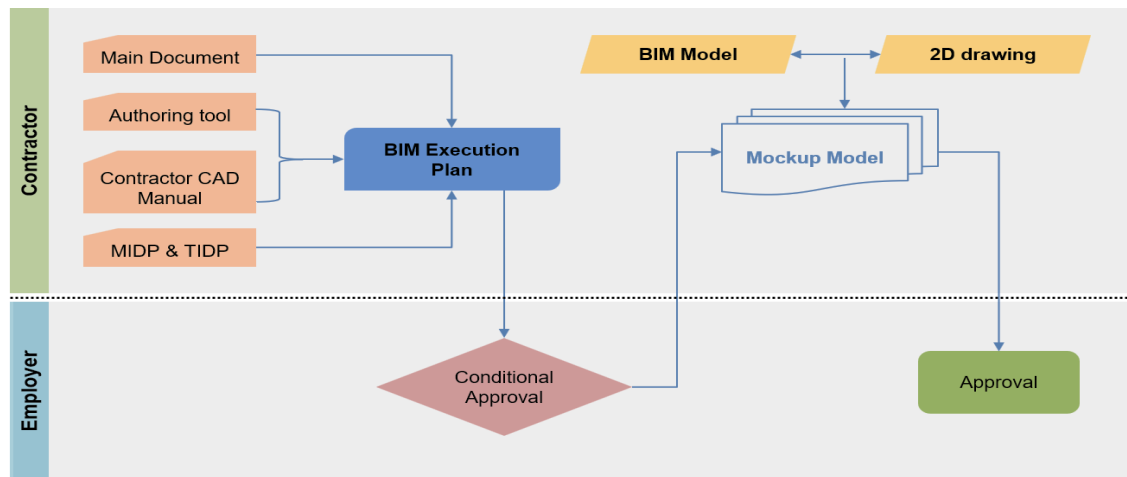 Contractor
Main Document
Authoring tool
Contractor CAD
Manual
MIDP & TIDP
BIM Execution
Plan
BIM Model
2D drawing
Mockup Model
Employer
Conditional
Approval
Approval